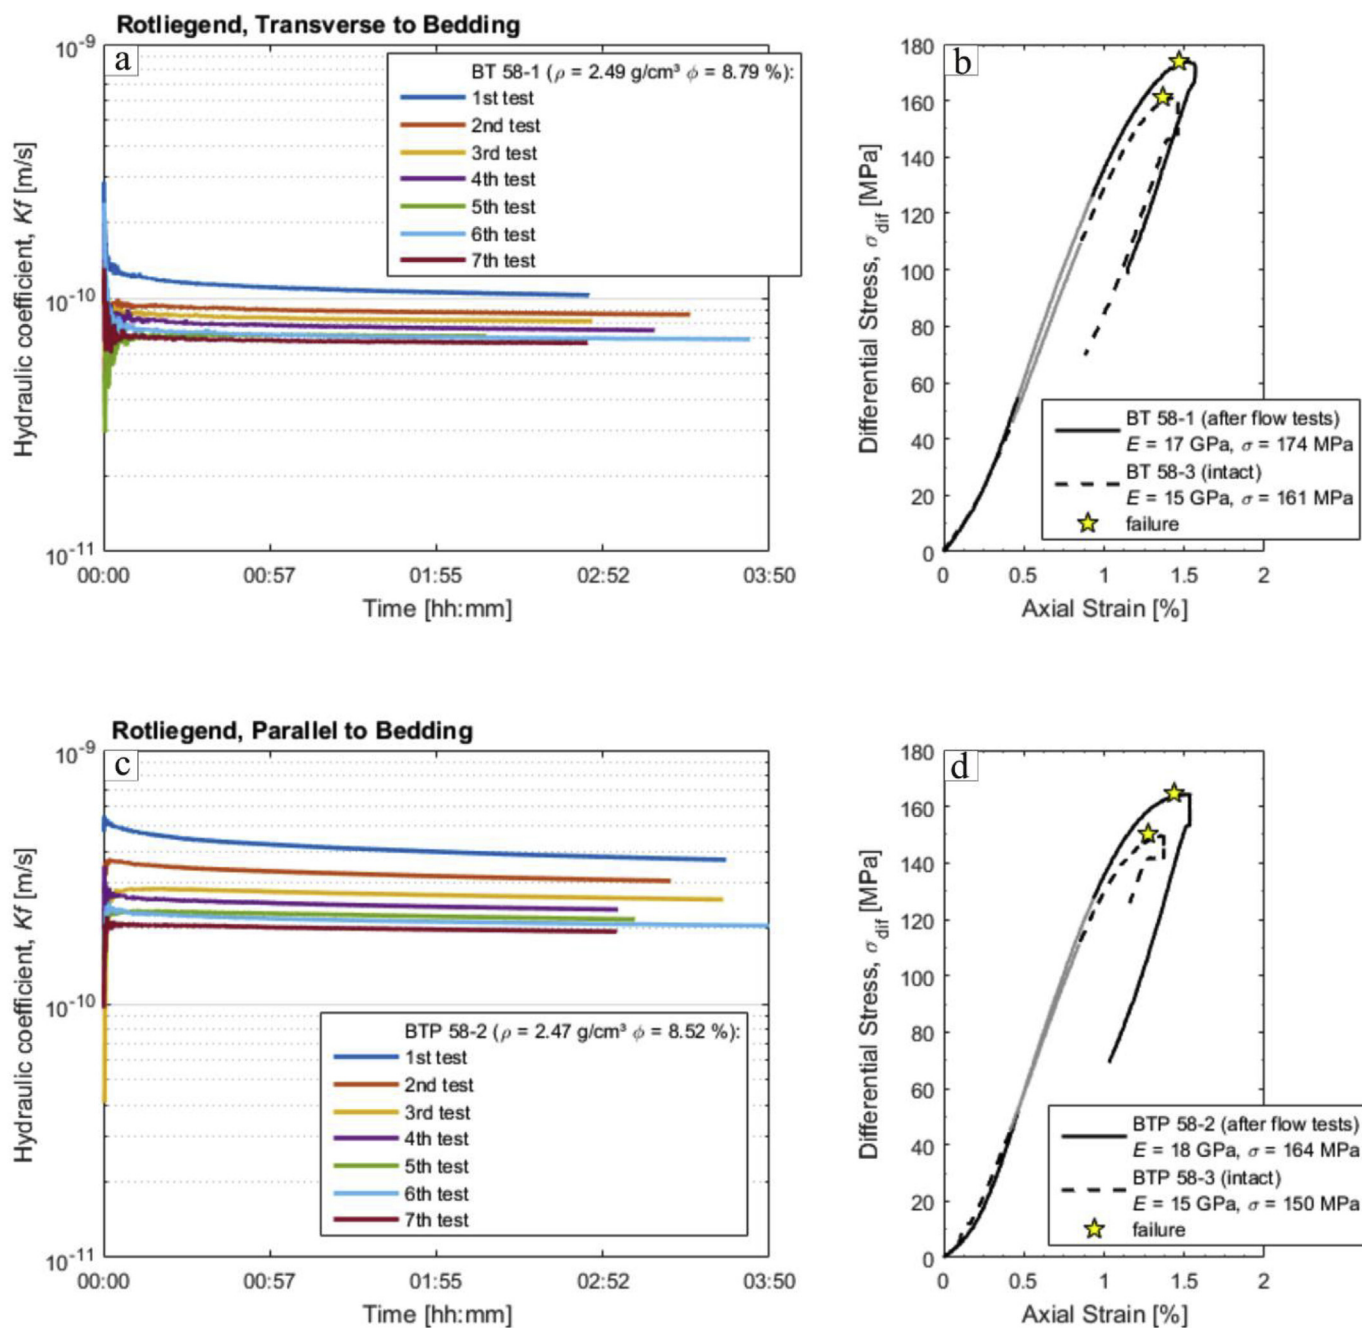 Rotliegend, Transverse to Bedding
a
10⁻⁹
10⁻¹⁰
10⁻¹¹
Hydraulic coefficient, Kf [m/s]
BT 58-1 (ρ = 2.49 g/cm³ ϕ = 8.79 %):
1st test
2nd test
3rd test
4th test
5th test
6th test
7th test
00:00 00:57 01:55 02:52 03:50
Time [hh:mm]
b
180
160
140
120
100
80
60
40
20
0
Differential Stress, σdif [MPa]
BT 58-1 (after flow tests)
E = 17 GPa, σ = 174 MPa
BT 58-3 (intact)
E = 15 GPa, σ = 161 MPa
failure
0 0.5 1 1.5 2
Axial Strain [%]
Rotliegend, Parallel to Bedding
c
10⁻⁹
10⁻¹⁰
10⁻¹¹
Hydraulic coefficient, Kf [m/s]
BTP 58-2 (ρ = 2.47 g/cm³ ϕ = 8.52 %):
1st test
2nd test
3rd test
4th test
5th test
6th test
7th test
00:00 00:57 01:55 02:52 03:50
Time [hh:mm]
d
180
160
140
120
100
80
60
40
20
0
Differential Stress, σdif [MPa]
BTP 58-2 (after flow tests)
E = 18 GPa, σ = 164 MPa
BTP 58-3 (intact)
E = 15 GPa, σ = 150 MPa
failure
0 0.5 1 1.5 2
Axial Strain [%]